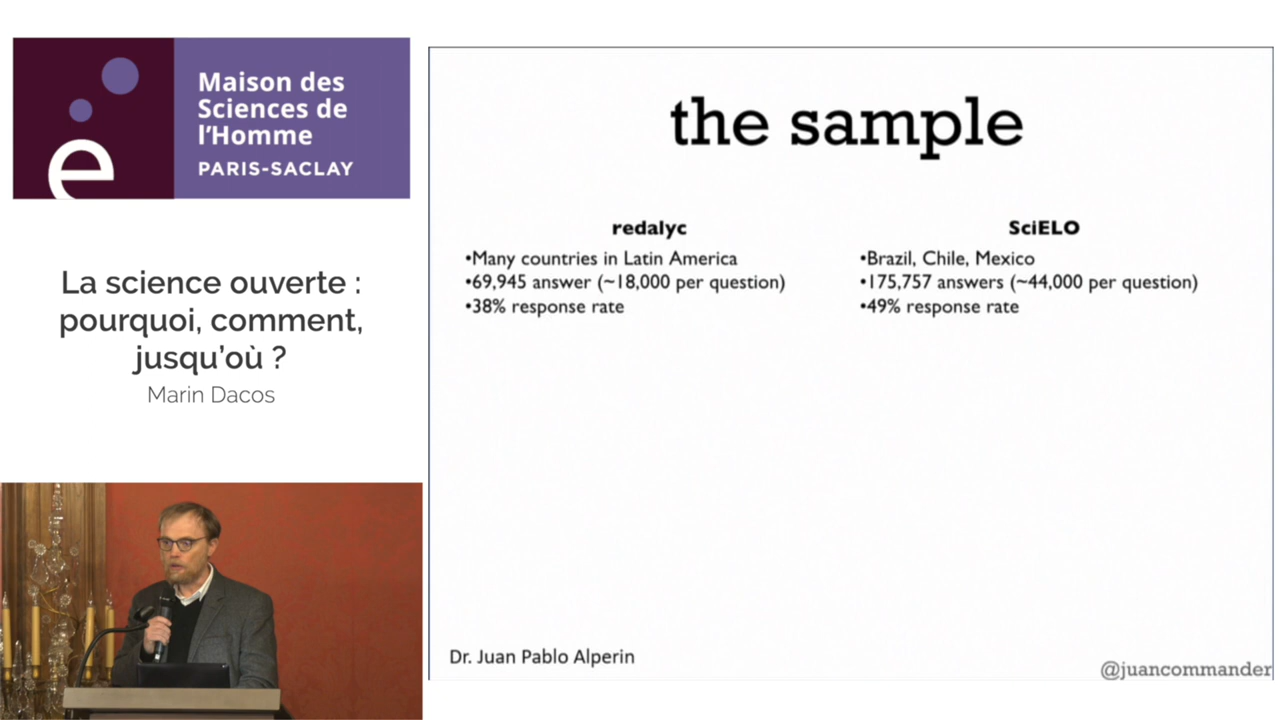 Maison des
Sciences de
l'Homme
PARIS-SACLAY
e
La science ouverte :
pourquoi, comment,
jusqu'où ?
Marin Dacos
the sample
redalyc
•Many countries in Latin America
•69,945 answer (~18,000 per question)
•38% response rate
SciELO
•Brazil, Chile, Mexico
•175,757 answers (~44,000 per question)
•49% response rate
Dr. Juan Pablo Alperin
@juancommander